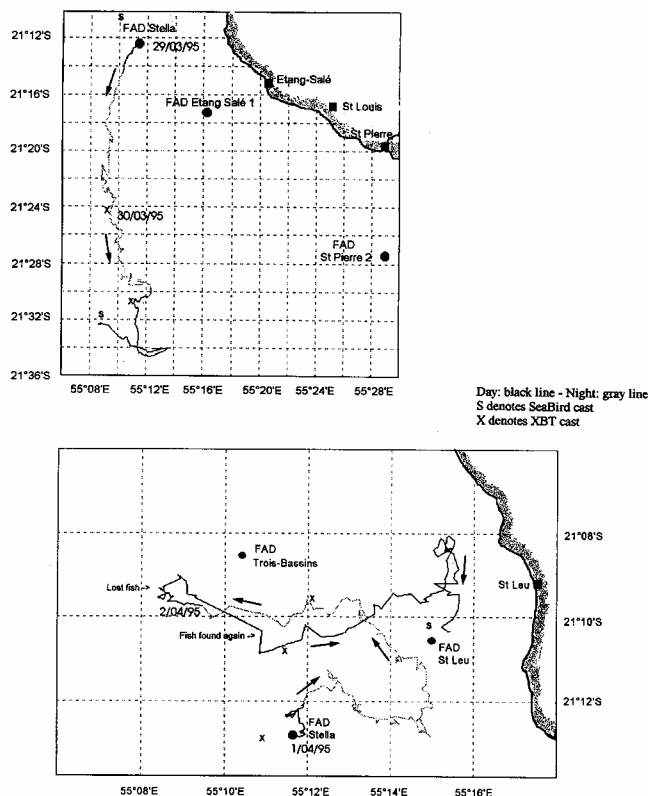 S
21°12'S
FAD Stella
29/03/95
21°16'S
Etang-Salé
FAD Etang Salé 1
St Louis
St Pierre
21°20'S
21°24'S
X
30/03/95
FAD
St Pierre 2
21°28'S
X
S
21°32'S
21°36'S
55°08'E
55°12'E
55°16'E
55°20'E
55°24'E
55°28'E
Day: black line - Night: gray line
S denotes SeaBird cast
X denotes XBT cast
21°08'S
FAD
Trois-Bassins
Lost fish
St Leu
2/04/95
X
S
21°10'S
Fish found again
X
FAD
St Leu
21°12'S
FAD
Stella
X
1/04/95
55°06'E
55°08'E
55°10'E
55°12'E
55°14'E
55°16'E